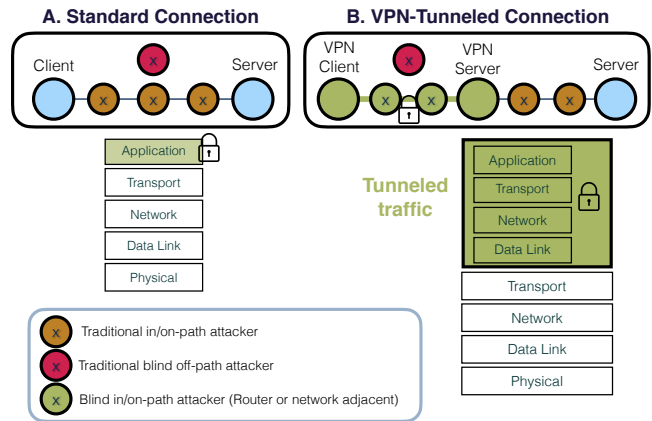 A. Standard Connection
B. VPN-Tunneled Connection
Client
Server
x
x
x
x
VPN
Client
VPN
Server
Server
x
x
x
x
x
Application
Transport
Network
Data Link
Physical
Tunneled
traffic
Application
Transport
Network
Data Link
Transport
Network
Data Link
Physical
x Traditional in/on-path attacker
x Traditional blind off-path attacker
x Blind in/on-path attacker (Router or network adjacent)